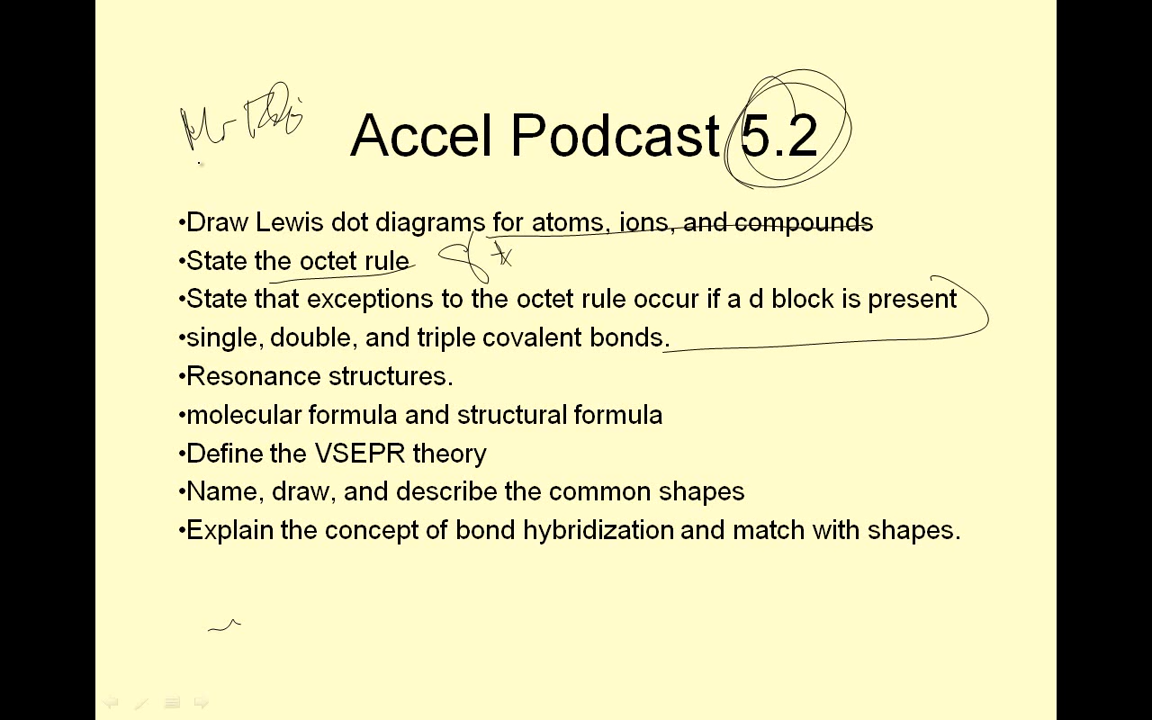 Mr
Accel Podcast 5.2
•Draw Lewis dot diagrams for atoms, ions, and compounds
•State the octet rule
•State that exceptions to the octet rule occur if a d block is present
•single, double, and triple covalent bonds.
•Resonance structures.
•molecular formula and structural formula
•Define the VSEPR theory
•Name, draw, and describe the common shapes
•Explain the concept of bond hybridization and match with shapes.